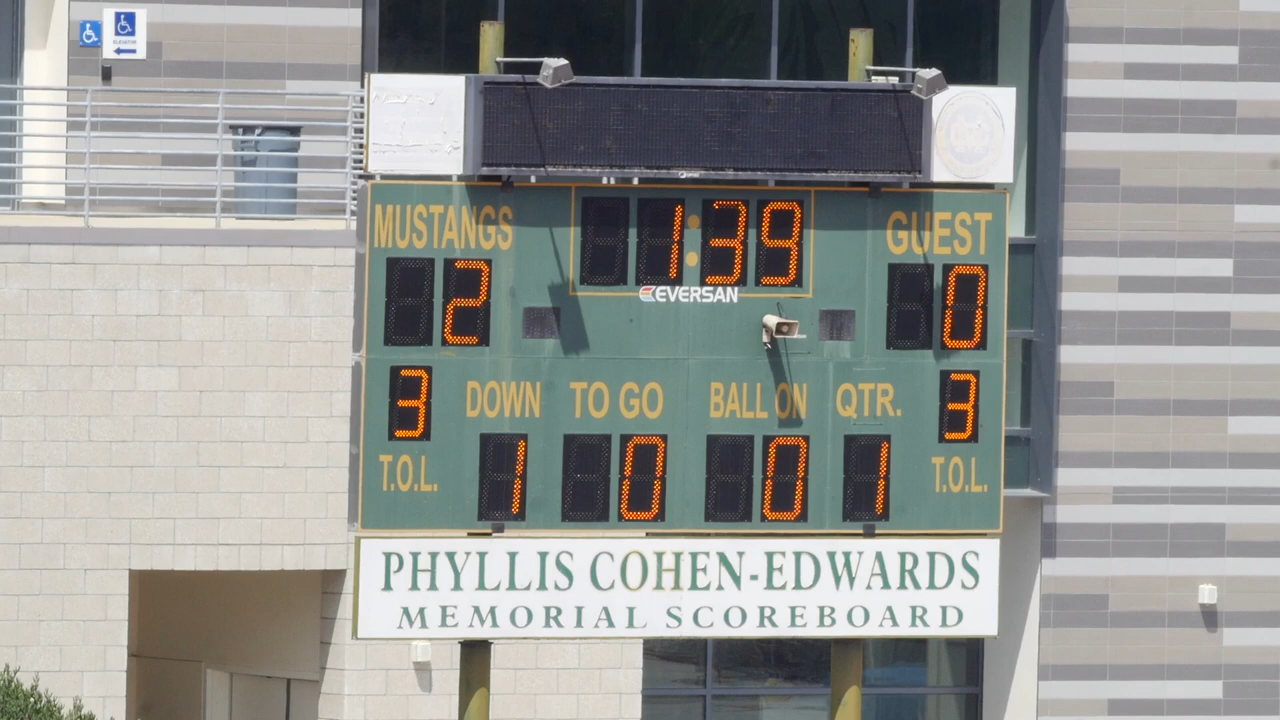 ELEVATOR
MUSTANGS 1:39 GUEST
EVERSAN
2 0
3 DOWN TO GO BALL ON QTR. 3
T.O.L. 1 0 0 1 T.O.L.
PHYLLIS COHEN-EDWARDS
MEMORIAL SCOREBOARD